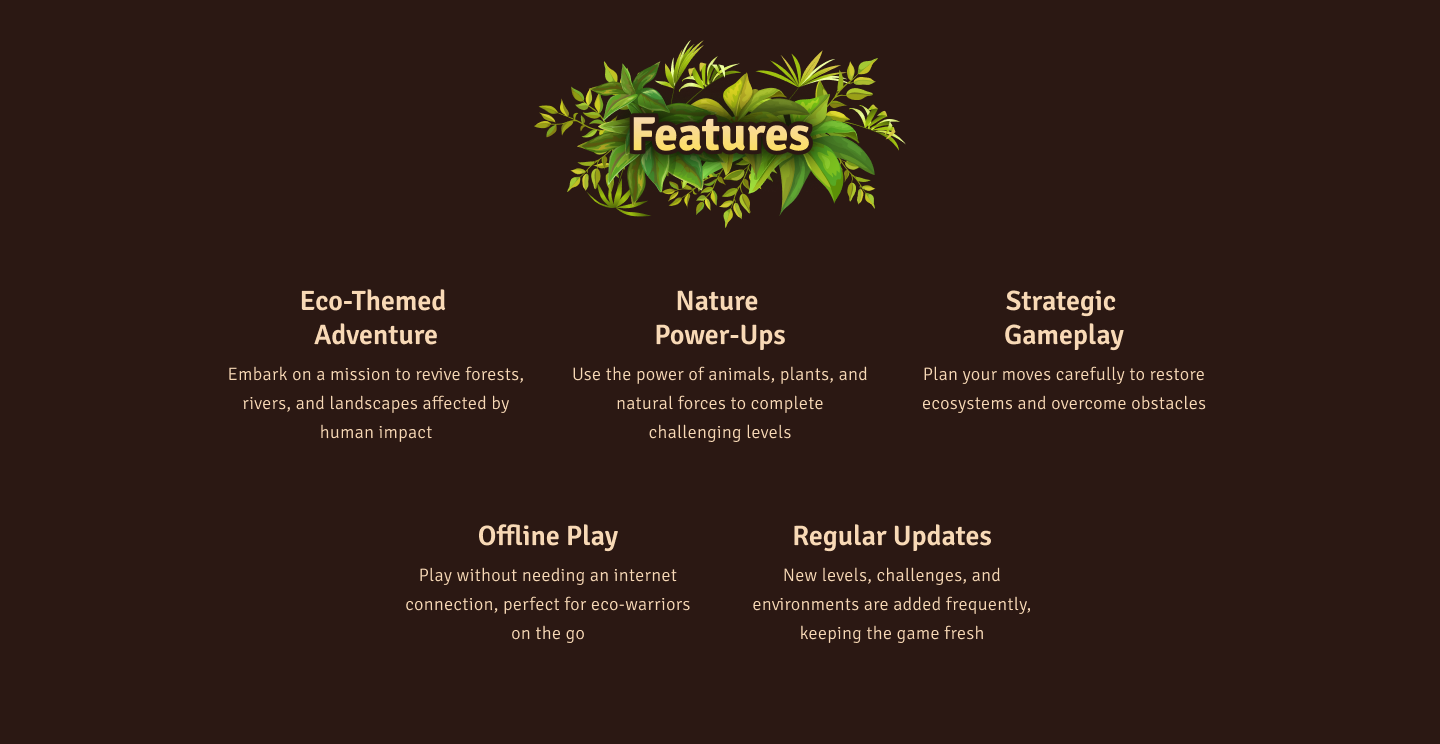 Features
Eco-Themed
Adventure
Embark on a mission to revive forests,
rivers, and landscapes affected by
human impact
Nature
Power-Ups
Use the power of animals, plants, and
natural forces to complete
challenging levels
Strategic
Gameplay
Plan your moves carefully to restore
ecosystems and overcome obstacles
Offline Play
Play without needing an internet
connection, perfect for eco-warriors
on the go
Regular Updates
New levels, challenges, and
environments are added frequently,
keeping the game fresh